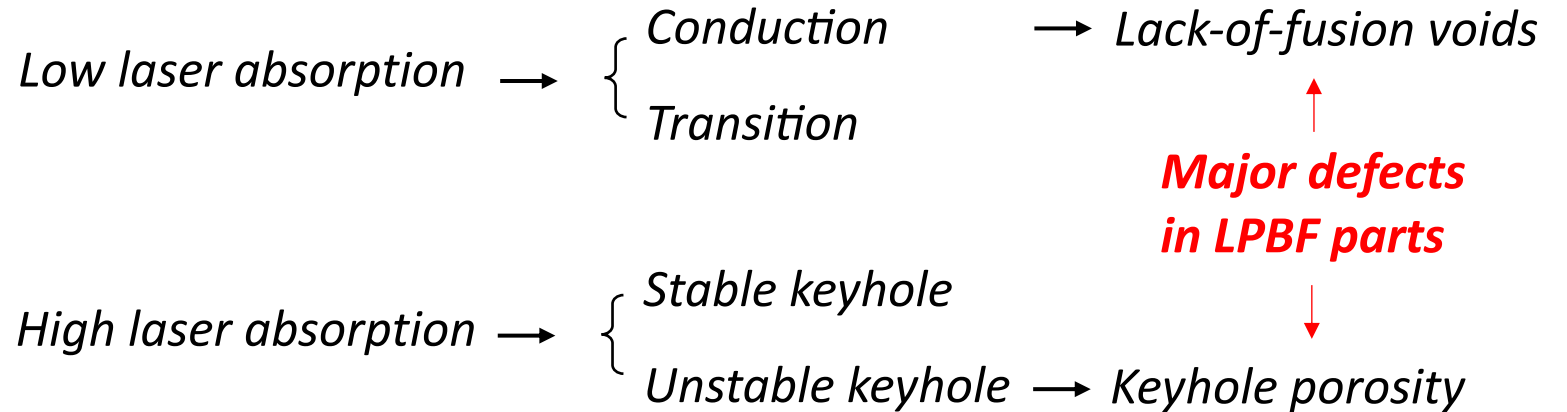 Low laser absorption
Conduction
Lack-of-fusion voids
Transition
Major defects
in LPBF parts
High laser absorption
Stable keyhole
Unstable keyhole
Keyhole porosity